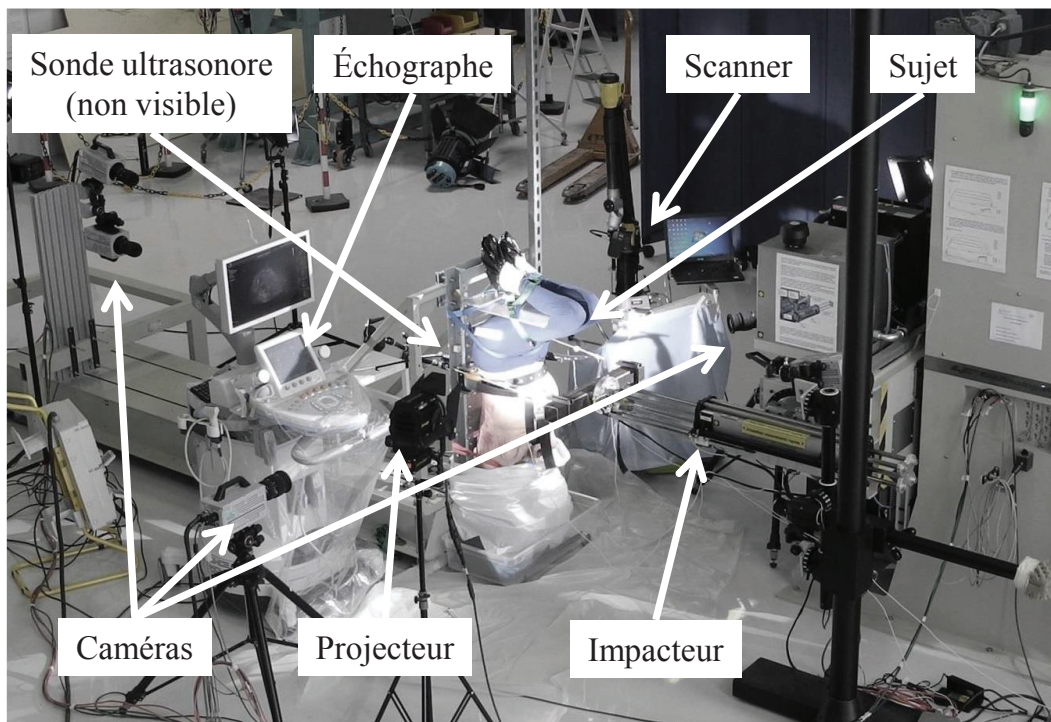 Sonde ultrasonore
(non visible)
Échographe
Scanner
Sujet
Caméras
Projecteur
Impacteur